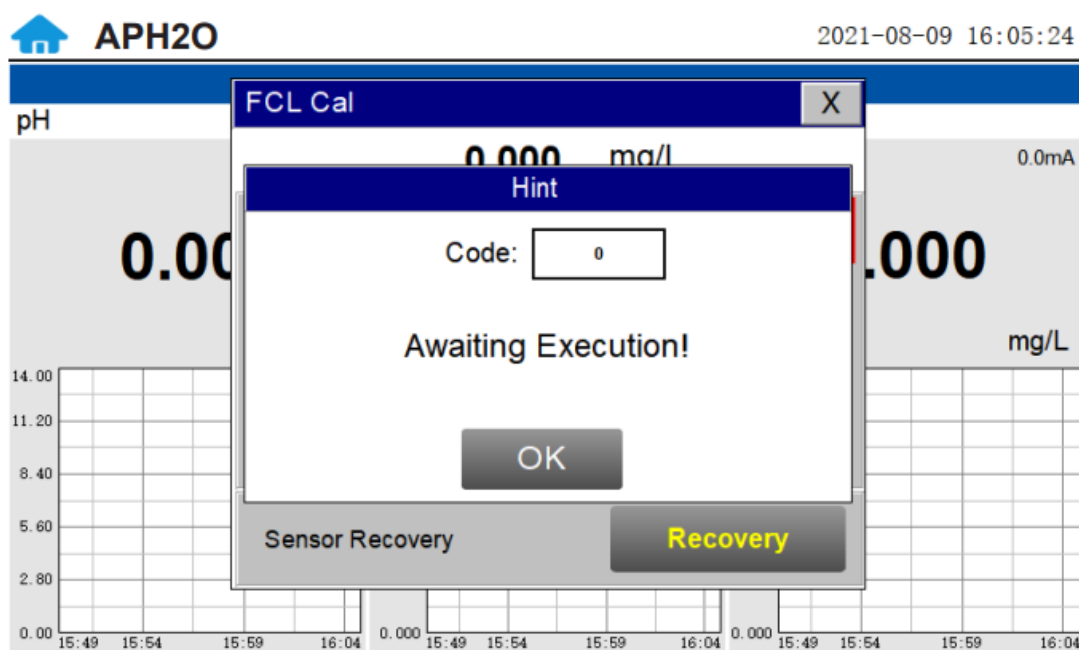 APH2O
2021-08-09 16:05:24
FCL Cal
X
pH
0.000 mg/l
0.0mA
Hint
Code: 0
0.00
.000
Awaiting Execution!
mg/L
OK
Sensor Recovery
Recovery
14.00
11.20
8.40
5.60
2.80
0.00
15:49 15:54 15:59 16:04
0.000
15:49 15:54 15:59 16:04
0.000
15:49 15:54 15:59 16:04